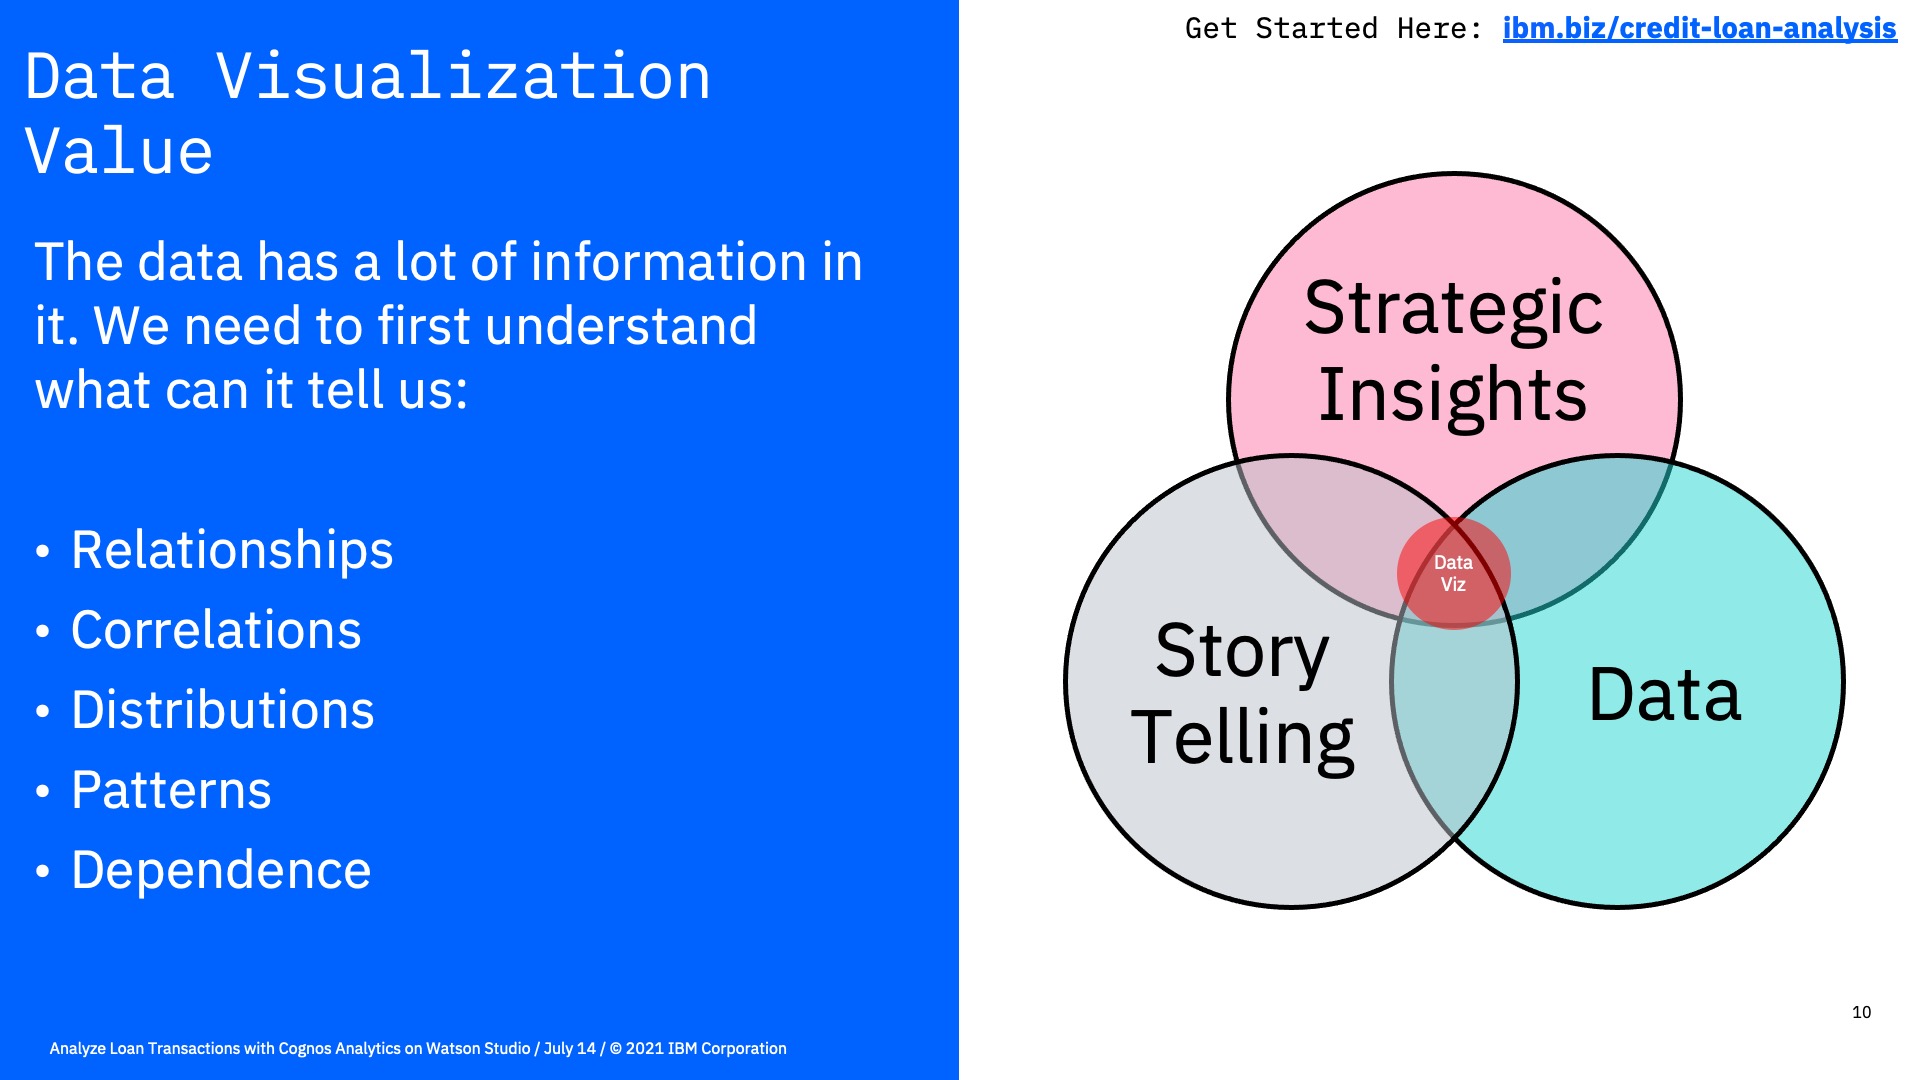 Get Started Here: ibm.biz/credit-loan-analysis
Data Visualization
Value
The data has a lot of information in
it. We need to first understand
what can it tell us:
• Relationships
• Correlations
• Distributions
• Patterns
• Dependence
Strategic
Insights
Data
Viz
Story
Telling
Data
10
Analyze Loan Transactions with Cognos Analytics on Watson Studio / July 14 / © 2021 IBM Corporation